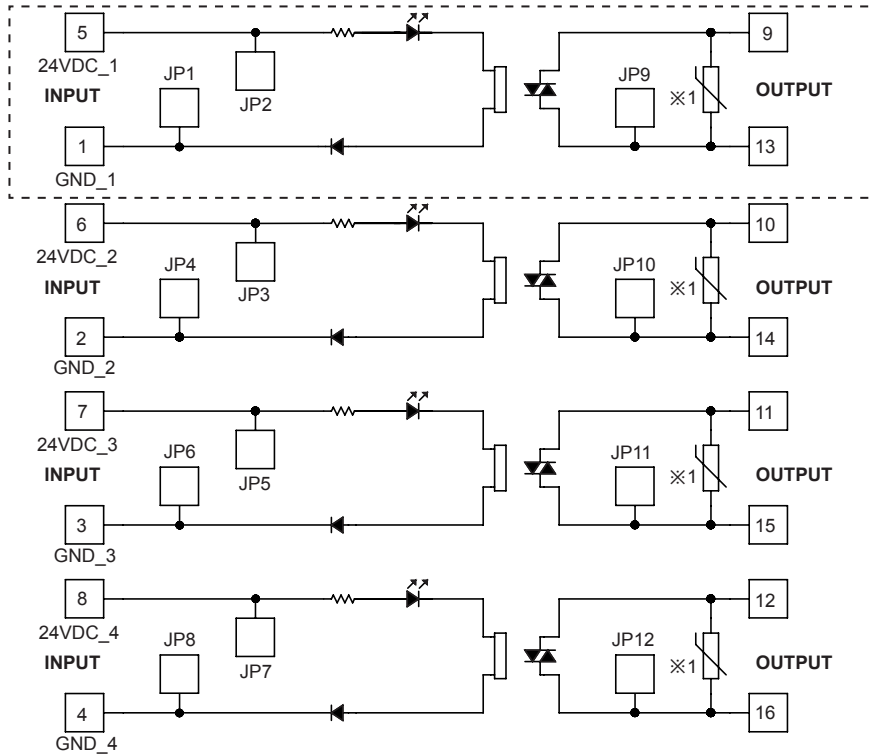 5
24VDC_1
INPUT
JP1
JP2
1
GND_1
JP9
※1
9
OUTPUT
13
6
24VDC_2
INPUT
JP4
JP3
2
GND_2
JP10
※1
10
OUTPUT
14
7
24VDC_3
INPUT
JP6
JP5
3
GND_3
JP11
※1
11
OUTPUT
15
8
24VDC_4
INPUT
JP8
JP7
4
GND_4
JP12
※1
12
OUTPUT
16